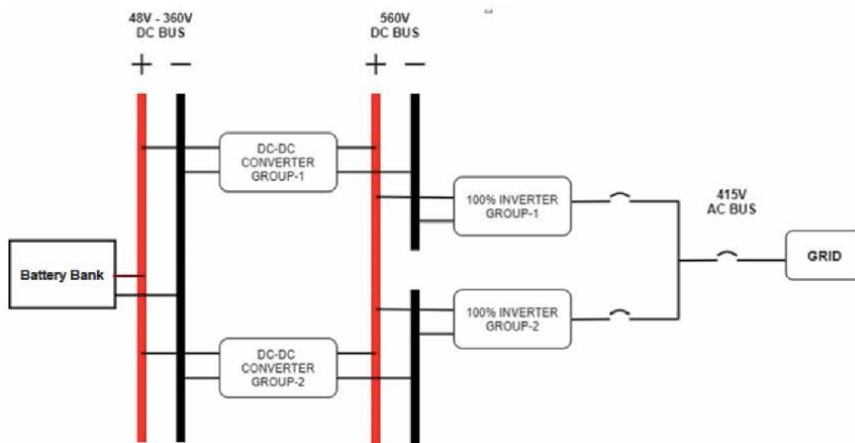 48V - 360V
DC BUS
+ −
560V
DC BUS
+ −
DC-DC
CONVERTER
GROUP-1
100% INVERTER
GROUP-1
415V
AC BUS
Battery Bank
GRID
100% INVERTER
GROUP-2
DC-DC
CONVERTER
GROUP-2